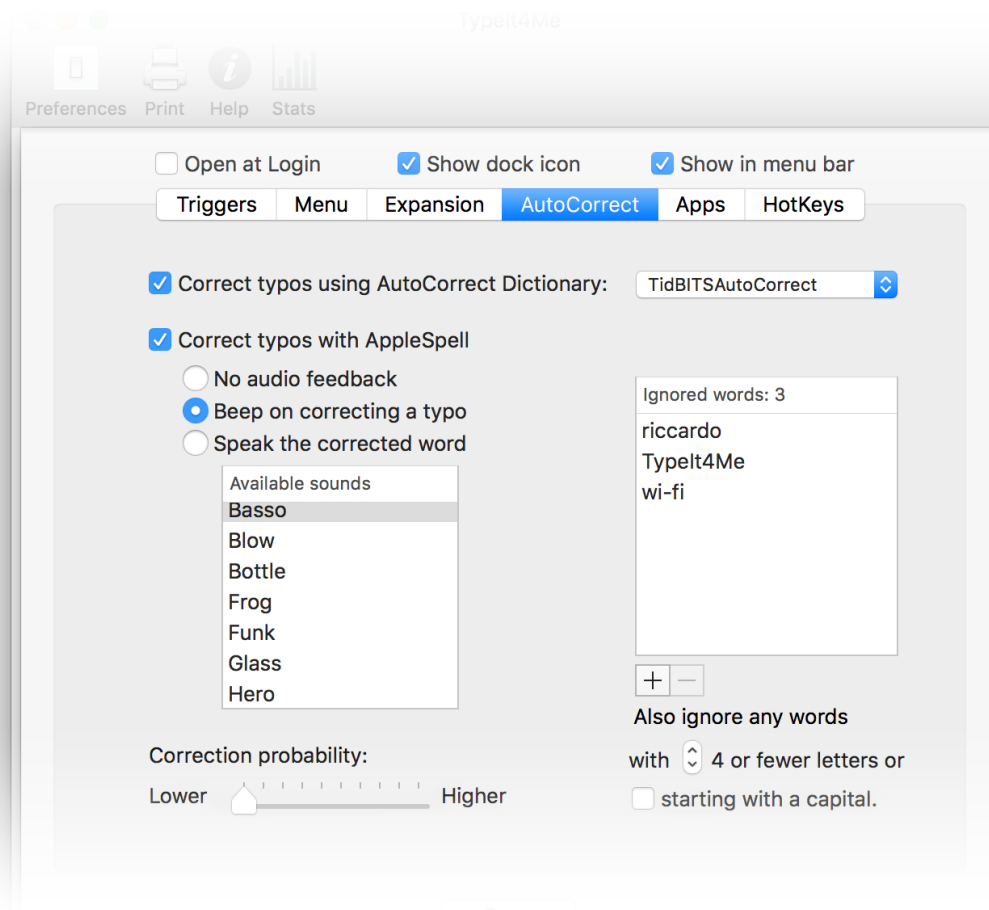 TypeIt4Me
Preferences Print Help Stats
Open at Login Show dock icon Show in menu bar
Triggers Menu Expansion AutoCorrect Apps HotKeys
Correct typos using AutoCorrect Dictionary: TidBITSAutoCorrect
Correct typos with AppleSpell
No audio feedback
Beep on correcting a typo
Speak the corrected word
Available sounds
Basso
Blow
Bottle
Frog
Funk
Glass
Hero
Ignored words: 3
riccardo
TypeIt4Me
wi-fi
Also ignore any words
with 4 or fewer letters or
starting with a capital.
Correction probability:
Lower Higher